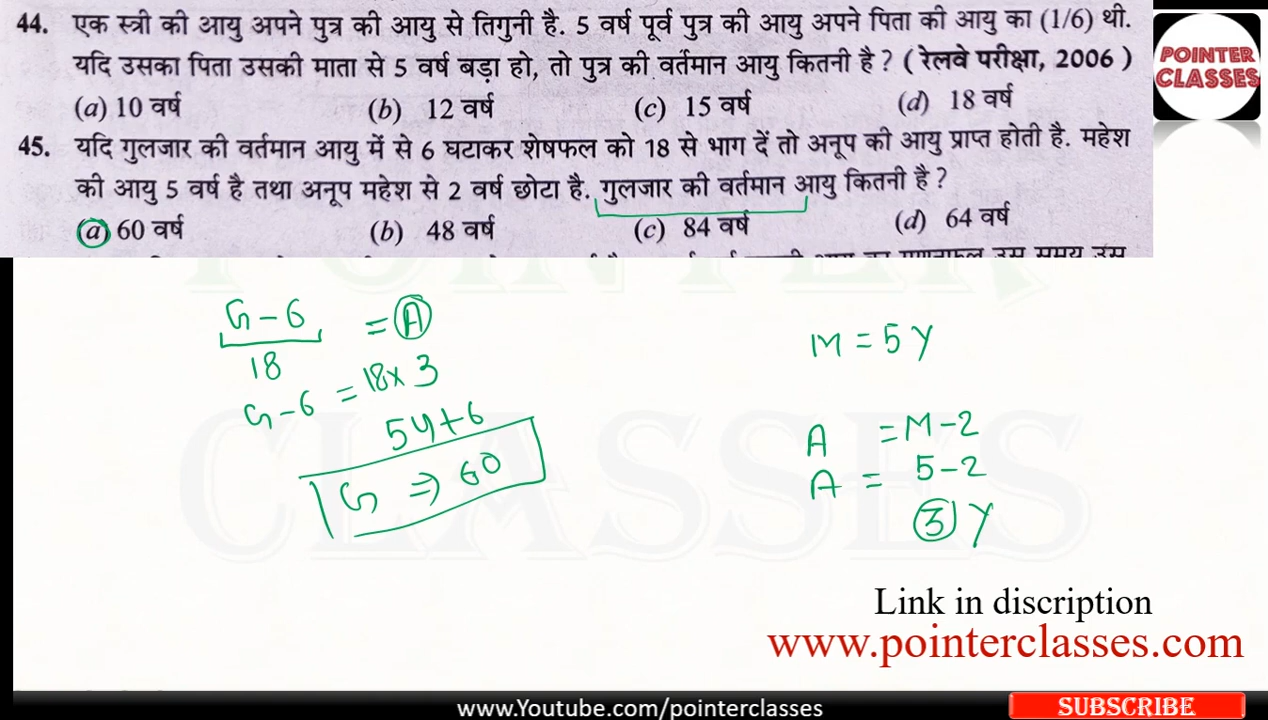 44. एक स्त्री की आयु अपने पुत्र की आयु से तिगुनी है. 5 वर्ष पूर्व पुत्र की आयु अपने पिता की आयु का (1/6) थी.
यदि उसका पिता उसकी माता से 5 वर्ष बड़ा हो, तो पुत्र की वर्तमान आयु कितनी है? (रेलवे परीक्षा, 2006)
(a) 10 वर्ष (b) 12 वर्ष (c) 15 वर्ष (d) 18 वर्ष
45. यदि गुलजार की वर्तमान आयु में से 6 घटाकर शेषफल को 18 से भाग दें तो अनूप की आयु प्राप्त होती है. महेश
की आयु 5 वर्ष है तथा अनूप महेश से 2 वर्ष छोटा है. गुलजार की वर्तमान आयु कितनी है?
(a) 60 वर्ष (b) 48 वर्ष (c) 84 वर्ष (d) 64 वर्ष
POINTER
CLASSES
POINTER
CLASSES
G-6
18
= A
G-6 = 18x3
54+6
G ⇒ 60
M = 5 Y
A = M-2
A = 5-2
3 Y
Link in discription
www.pointerclasses.com
www.Youtube.com/pointerclasses
SUBSCRIBE